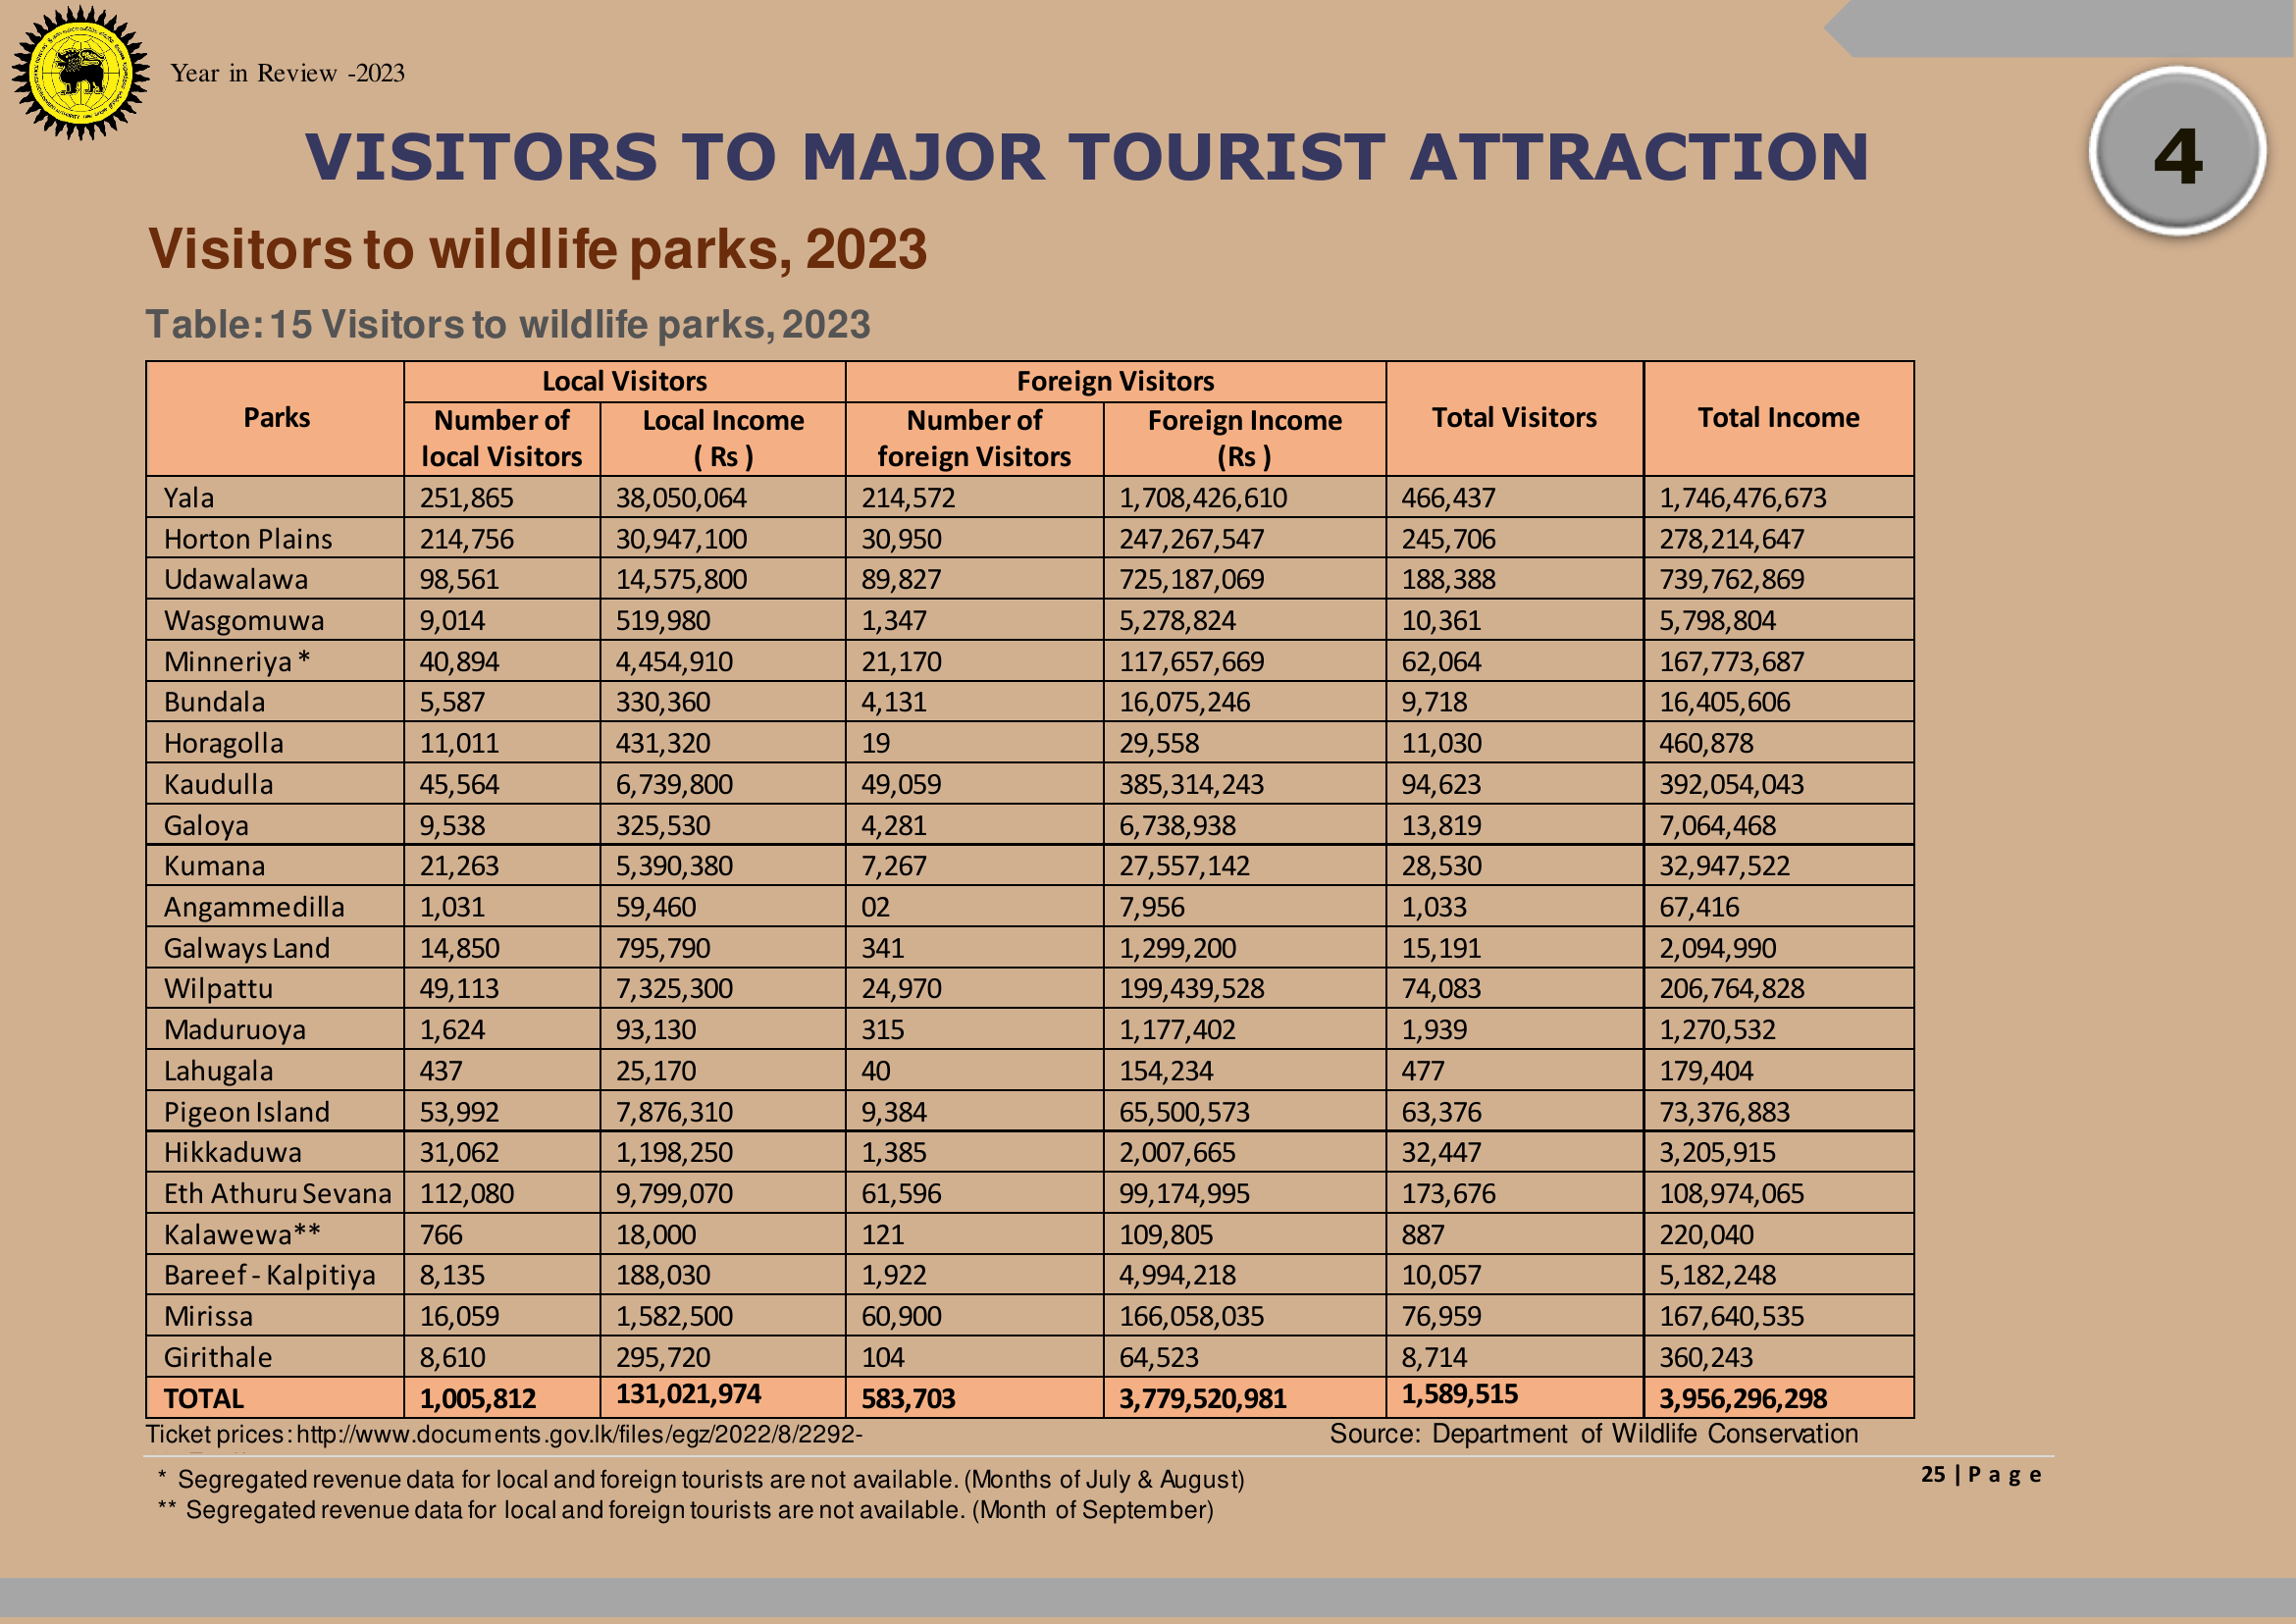 Year in Review -2023
4
VISITORS TO MAJOR TOURIST ATTRACTION
Visitors to wildlife parks, 2023
Table: 15 Visitors to wildlife parks, 2023
Parks Local Visitors Foreign Visitors Total Visitors Total Income
Number of local Visitors Local Income ( Rs ) Number of foreign Visitors Foreign Income (Rs )
Yala 251,865 38,050,064 214,572 1,708,426,610 466,437 1,746,476,673
Horton Plains 214,756 30,947,100 30,950 247,267,547 245,706 278,214,647
Udawalawa 98,561 14,575,800 89,827 725,187,069 188,388 739,762,869
Wasgomuwa 9,014 519,980 1,347 5,278,824 10,361 5,798,804
Minneriya * 40,894 4,454,910 21,170 117,657,669 62,064 167,773,687
Bundala 5,587 330,360 4,131 16,075,246 9,718 16,405,606
Horagolla 11,011 431,320 19 29,558 11,030 460,878
Kaudulla 45,564 6,739,800 49,059 385,314,243 94,623 392,054,043
Galoya 9,538 325,530 4,281 6,738,938 13,819 7,064,468
Kumana 21,263 5,390,380 7,267 27,557,142 28,530 32,947,522
Angammedilla 1,031 59,460 02 7,956 1,033 67,416
Galways Land 14,850 795,790 341 1,299,200 15,191 2,094,990
Wilpattu 49,113 7,325,300 24,970 199,439,528 74,083 206,764,828
Maduruoya 1,624 93,130 315 1,177,402 1,939 1,270,532
Lahugala 437 25,170 40 154,234 477 179,404
Pigeon Island 53,992 7,876,310 9,384 65,500,573 63,376 73,376,883
Hikkaduwa 31,062 1,198,250 1,385 2,007,665 32,447 3,205,915
Eth Athuru Sevana 112,080 9,799,070 61,596 99,174,995 173,676 108,974,065
Kalawewa** 766 18,000 121 109,805 887 220,040
Bareef - Kalpitiya 8,135 188,030 1,922 4,994,218 10,057 5,182,248
Mirissa 16,059 1,582,500 60,900 166,058,035 76,959 167,640,535
Girithale 8,610 295,720 104 64,523 8,714 360,243
TOTAL 1,005,812 131,021,974 583,703 3,779,520,981 1,589,515 3,956,296,298
Ticket prices: http://www.documents.gov.lk/files/egz/2022/8/2292- Source: Department of Wildlife Conservation
25 | P a g e
* Segregated revenue data for local and foreign tourists are not available. (Months of July & August)
** Segregated revenue data for local and foreign tourists are not available. (Month of September)